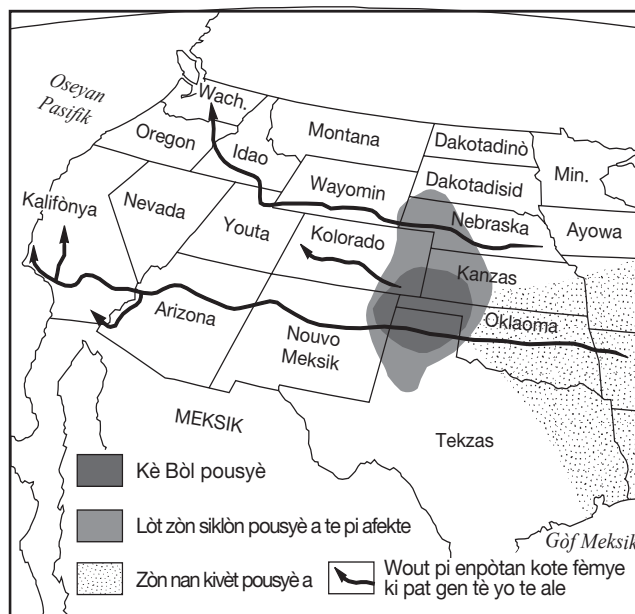 Oseyan
Pasifik
Wach.
Oregon
Idao
Montana
Dakotadinò
Min.
Dakotadisid
Wayomin
Nebraska
Ayowa
Kalifònya
Nevada
Youta
Kolorado
Kanzas
Arizona
Nouvo
Meksik
Oklaoma
MEKSIK
Tekzas
Gòf Meksik
Kè Bòl pousyè
Lòt zòn siklòn pousyè a te pi afekte
Zòn nan kivèt pousyè a
Wout pi enpòtan kote fèmye
ki pat gen tè yo te ale